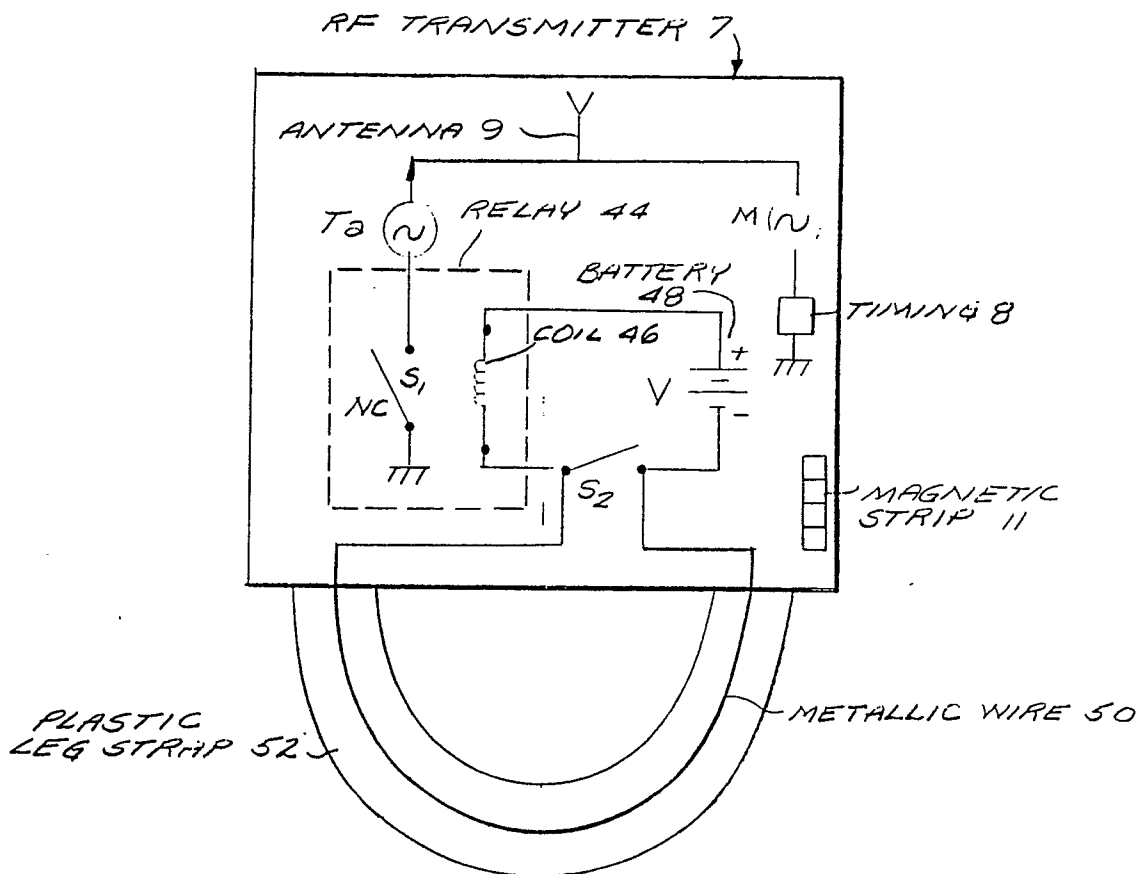 RF TRANSMITTER 7
ANTENNA 9
Ta
RELAY 44
M
BATTERY
48
TIMING 8
COIL 46
+
S1
NC
V
-
S2
MAGNETIC
STRIP 11
PLASTIC
LEG STRAP 52
METALLIC WIRE 50